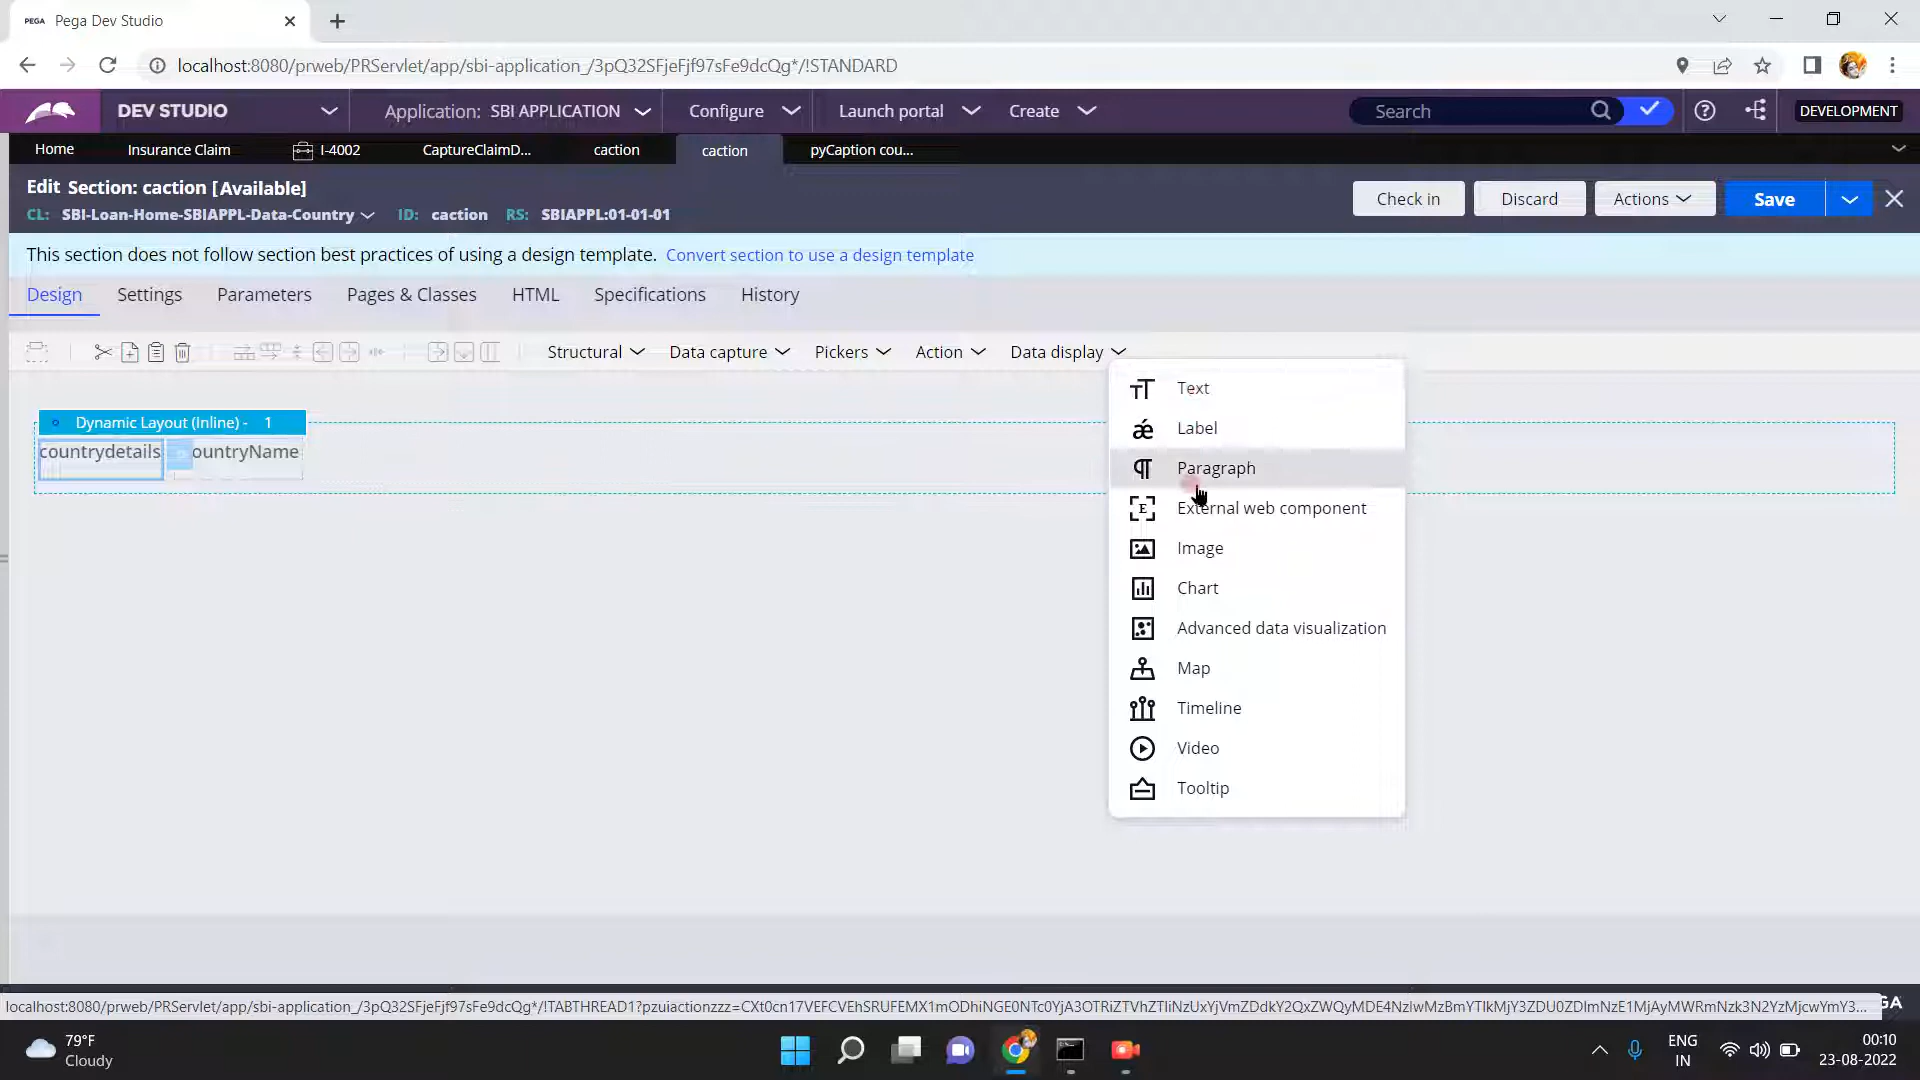 PEGA Pega Dev Studio
localhost:8080/prweb/PRServlet/app/sbi-application_/3pQ32SFjeFjf97sFe9dcQg*/!STANDARD
DEV STUDIO Application: SBI APPLICATION Configure Launch portal Create Search DEVELOPMENT
Home Insurance Claim I-4002 CaptureClaimD... caction caction pyCaption cou...
Edit Section: caction [Available]
CL: SBI-Loan-Home-SBIAPPL-Data-Country ID: caction RS: SBIAPPL:01-01-01
Check in Discard Actions Save
This section does not follow section best practices of using a design template. Convert section to use a design template
Design Settings Parameters Pages & Classes HTML Specifications History
Structural Data capture Pickers Action Data display
Text
Label
Paragraph
External web component
Image
Chart
Advanced data visualization
Map
Timeline
Video
Tooltip
Dynamic Layout (Inline) - 1
countrydetails ountryName
79°F
Cloudy
ENG
IN
00:10
23-08-2022